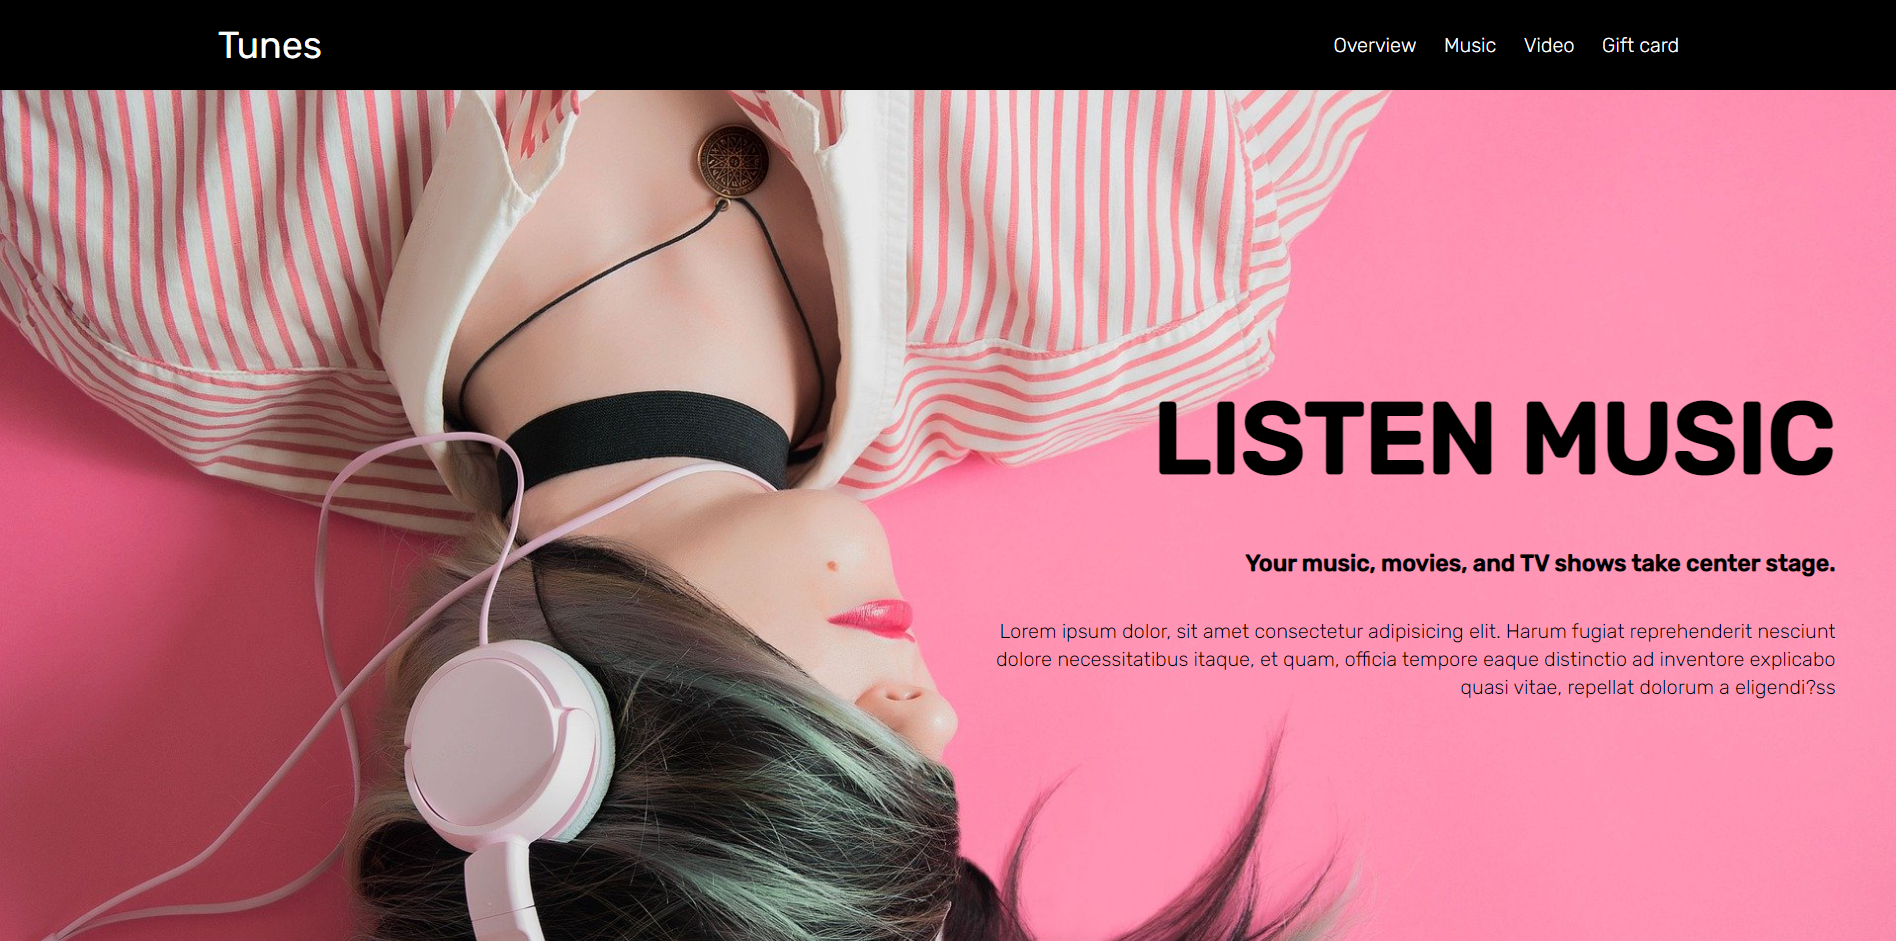 Tunes
Overview Music Video Gift card
LISTEN MUSIC
Your music, movies, and TV shows take center stage.
Lorem ipsum dolor, sit amet consectetur adipisicing elit. Harum fugiat reprehenderit nesciunt
dolore necessitatibus itaque, et quam, officia tempore eaque distinctio ad inventore explicabo
quasi vitae, repellat dolorum a eligendi?ss